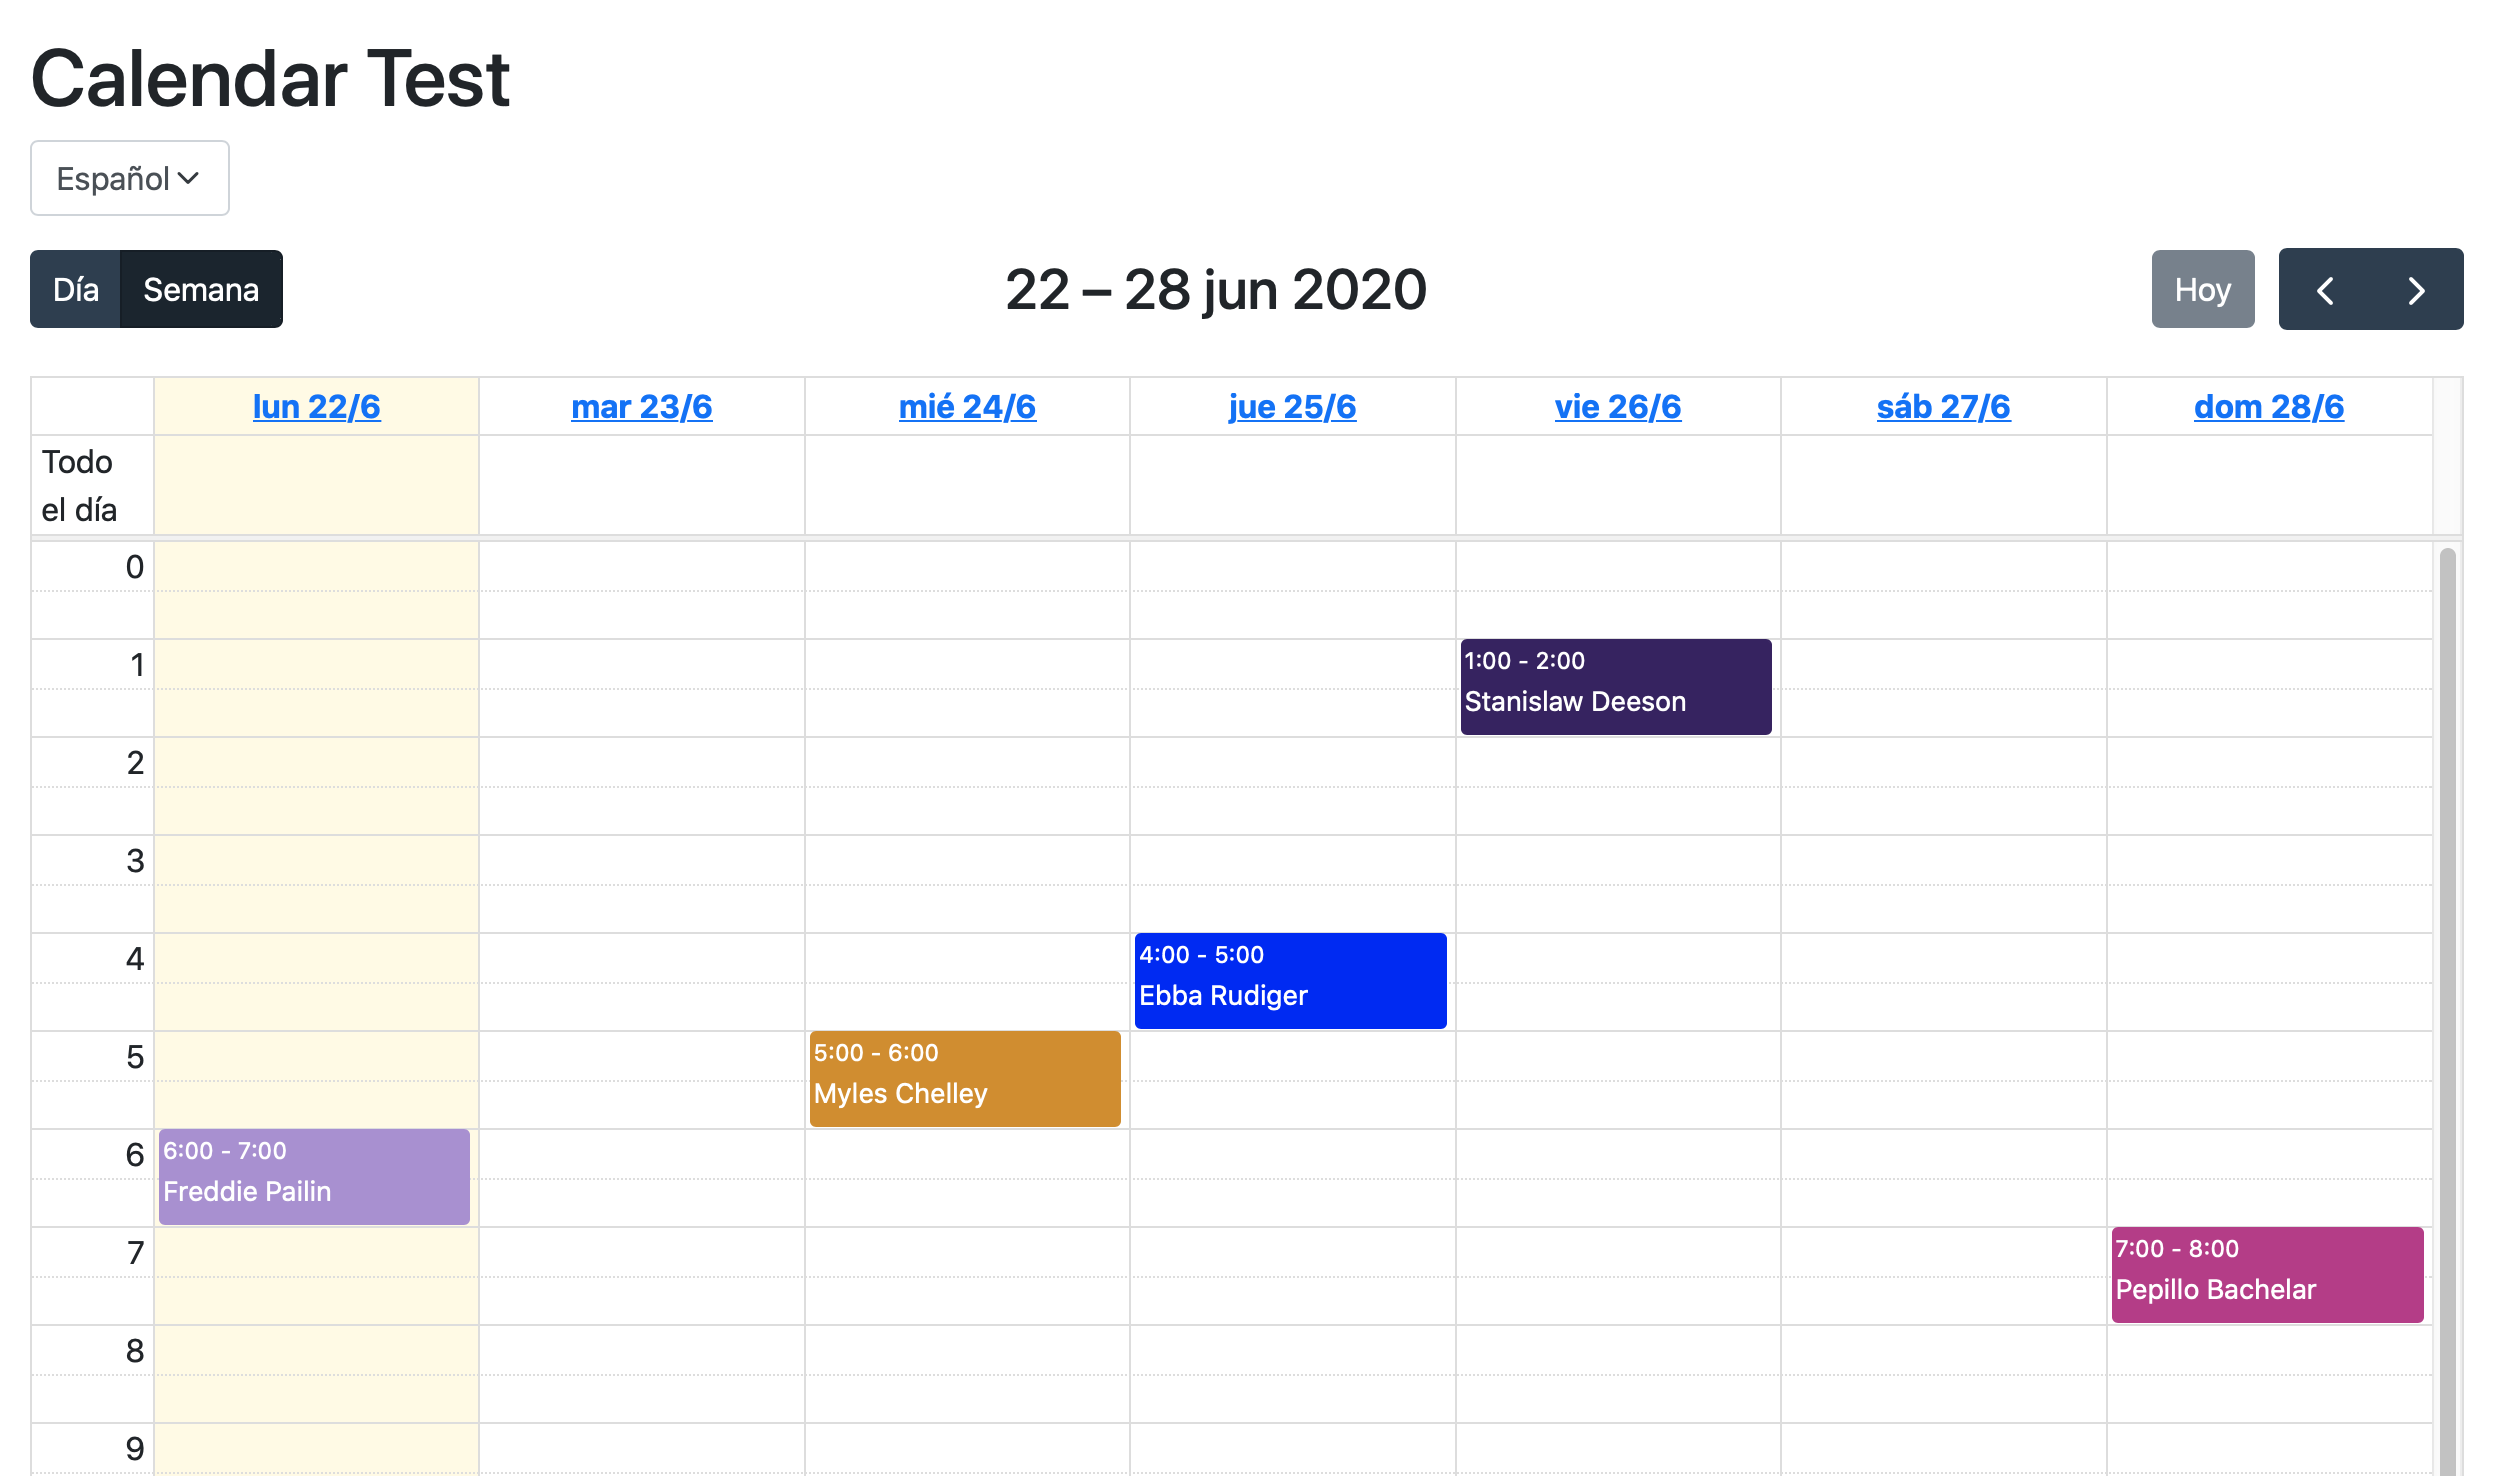 Calendar Test
Español
Día Semana
22 – 28 jun 2020
Hoy
lun 22/6 mar 23/6 mié 24/6 jue 25/6 vie 26/6 sáb 27/6 dom 28/6
Todo
el día
0
1
1:00 - 2:00
Stanislaw Deeson
2
3
4
4:00 - 5:00
Ebba Rudiger
5
5:00 - 6:00
Myles Chelley
6
6:00 - 7:00
Freddie Pailin
7
7:00 - 8:00
Pepillo Bachelar
8
9